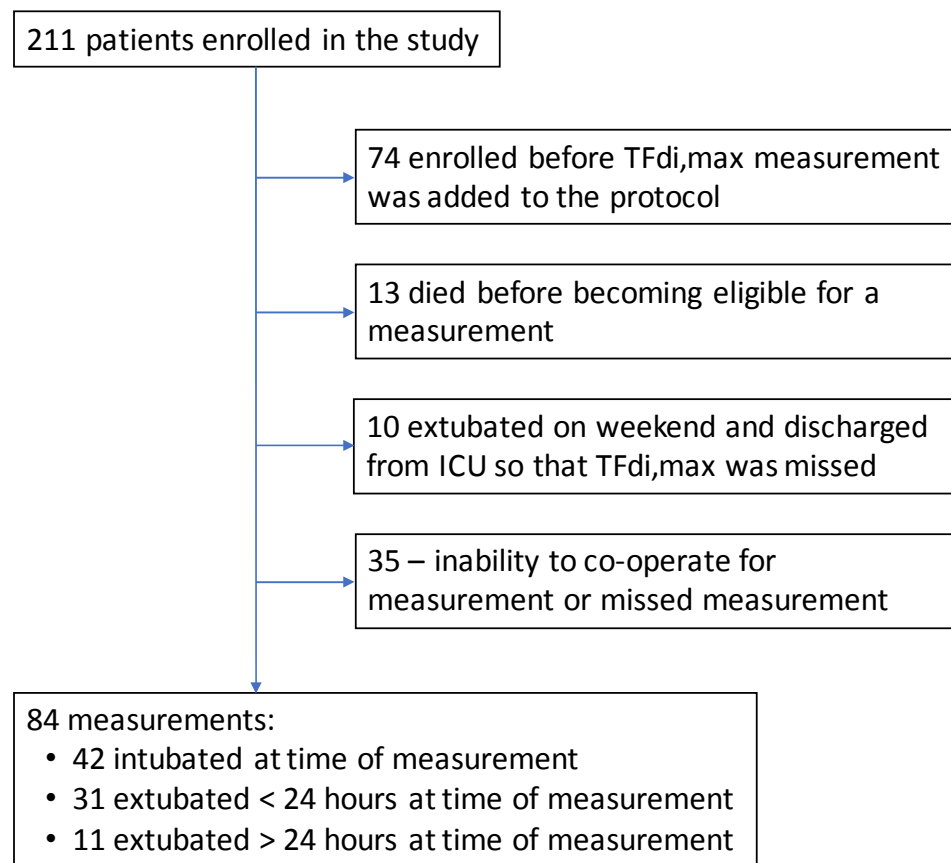 211 patients enrolled in the study
74 enrolled before TFdi,max measurement
was added to the protocol
13 died before becoming eligible for a
measurement
10 extubated on weekend and discharged
from ICU so that TFdi,max was missed
35 – inability to co-operate for
measurement or missed measurement
84 measurements:
• 42 intubated at time of measurement
• 31 extubated < 24 hours at time of measurement
• 11 extubated > 24 hours at time of measurement